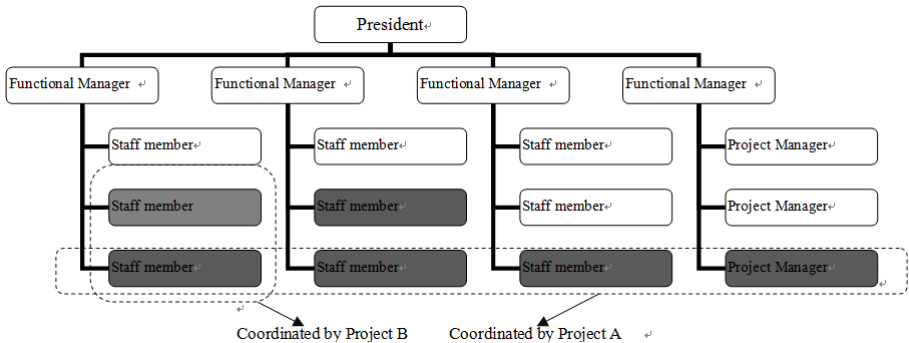 President
Functional Manager Functional Manager Functional Manager Functional Manager
Staff member Staff member Staff member Project Manager
Staff member Staff member Staff member Project Manager
Staff member Staff member Staff member Project Manager
Coordinated by Project B Coordinated by Project A